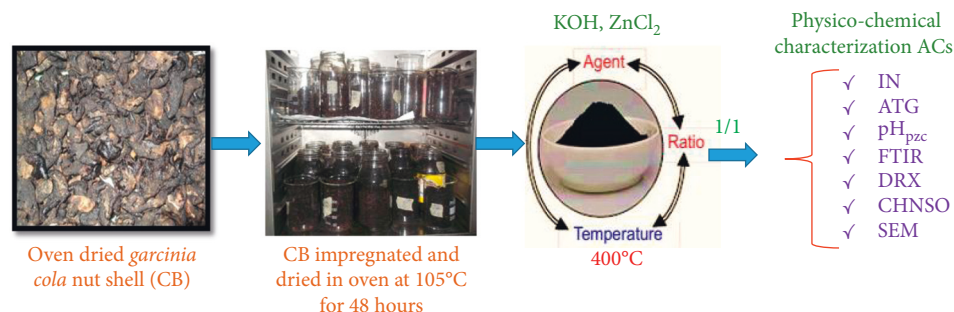 Oven dried garcinia
cola nut shell (CB)
CB impregnated and
dried in oven at 105°C
for 48 hours
KOH, ZnCl₂
Agent
1/1
Ratio
Temperature
400°C
Physico-chemical
characterization ACs
✓ IN
✓ ATG
✓ pHpzc
✓ FTIR
✓ DRX
✓ CHNSO
✓ SEM